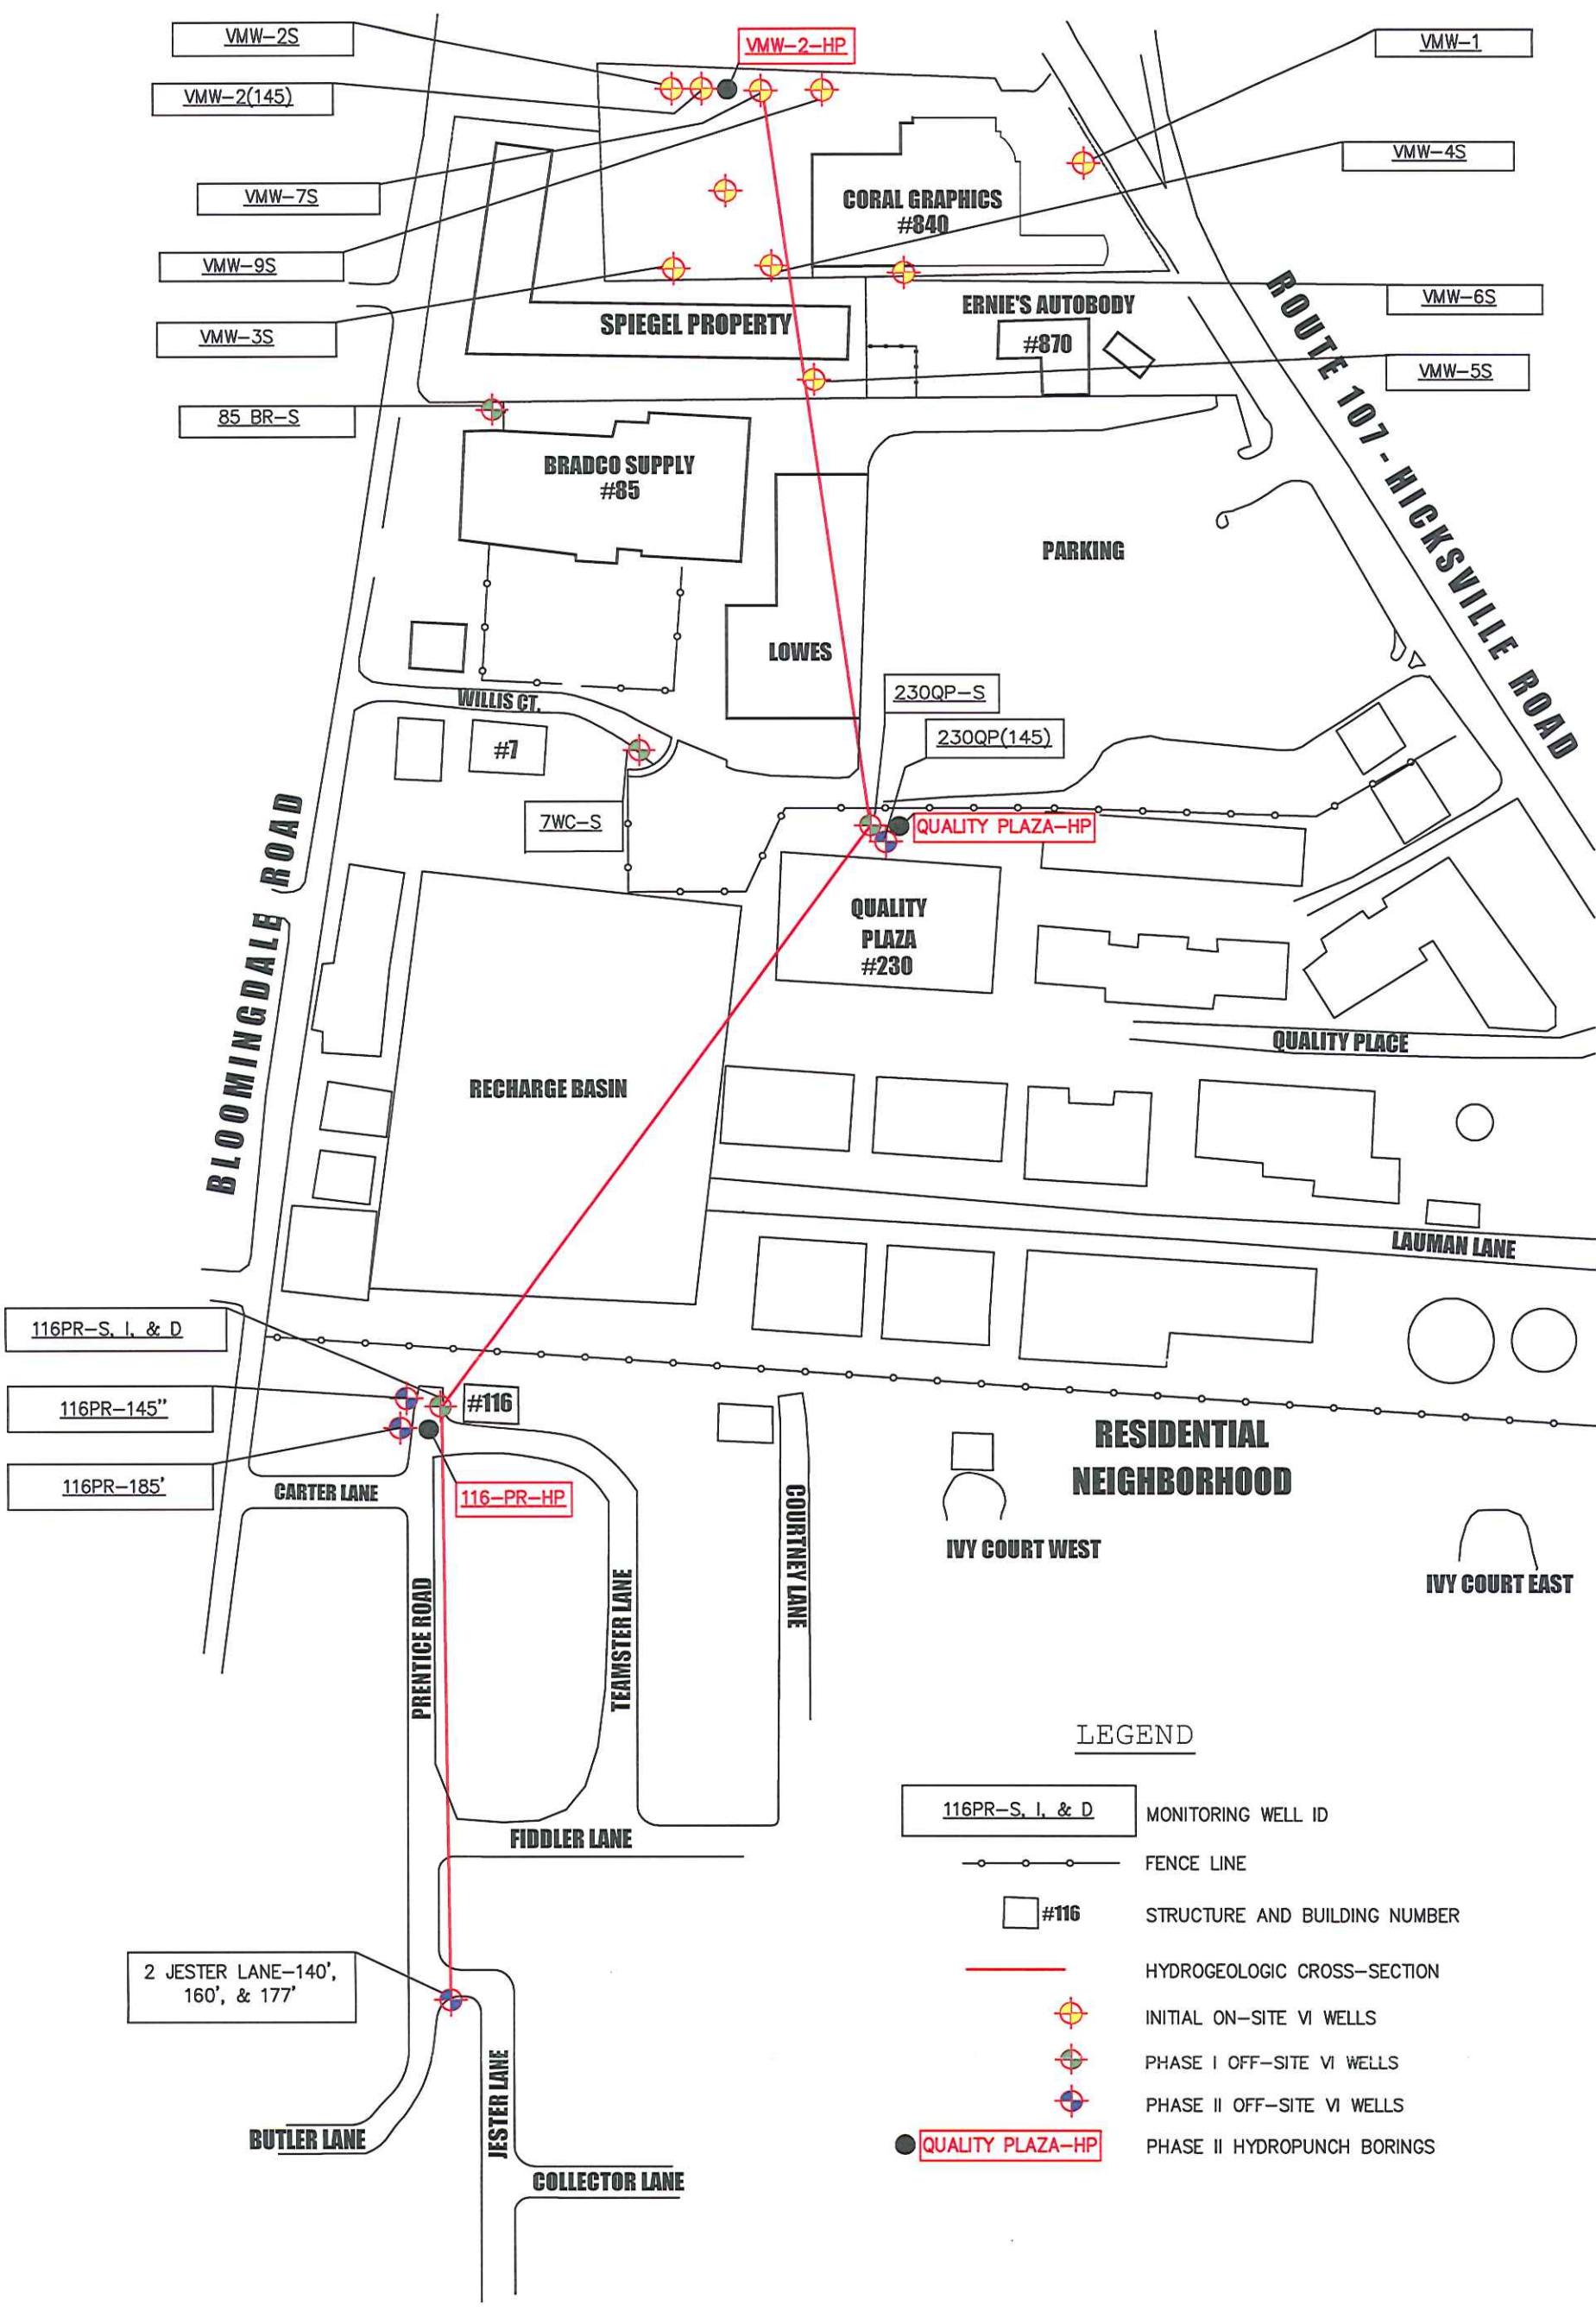 VMW-2S
VMW-2-HP
VMW-1
VMW-2(145)
VMW-4S
VMW-7S
CORAL GRAPHICS
#840
VMW-9S
VMW-6S
ERNIE'S AUTOBODY
#870
SPIEGEL PROPERTY
VMW-3S
VMW-5S
85 BR-S
ROUTE 107 - HICKSVILLE ROAD
BRADCO SUPPLY
#85
PARKING
LOWES
WILLIS CT.
230QP-S
230QP(145)
#7
7WC-S
QUALITY PLAZA-HP
BLOOMINGDALE ROAD
QUALITY
PLAZA
#230
QUALITY PLACE
RECHARGE BASIN
LAUMAN LANE
116PR-S, I, & D
116PR-145"
#116
116PR-185'
CARTER LANE
116-PR-HP
RESIDENTIAL
NEIGHBORHOOD
COURTNEY LANE
IVY COURT WEST
IVY COURT EAST
PRENTICE ROAD
TEAMSTER LANE
FIDDLER LANE
2 JESTER LANE-140',
160', & 177'
JESTER LANE
BUTLER LANE
COLLECTOR LANE
LEGEND
116PR-S, I, & D MONITORING WELL ID
FENCE LINE
#116 STRUCTURE AND BUILDING NUMBER
HYDROGEOLOGIC CROSS-SECTION
INITIAL ON-SITE VI WELLS
PHASE I OFF-SITE VI WELLS
PHASE II OFF-SITE VI WELLS
QUALITY PLAZA-HP PHASE II HYDROPUNCH BORINGS